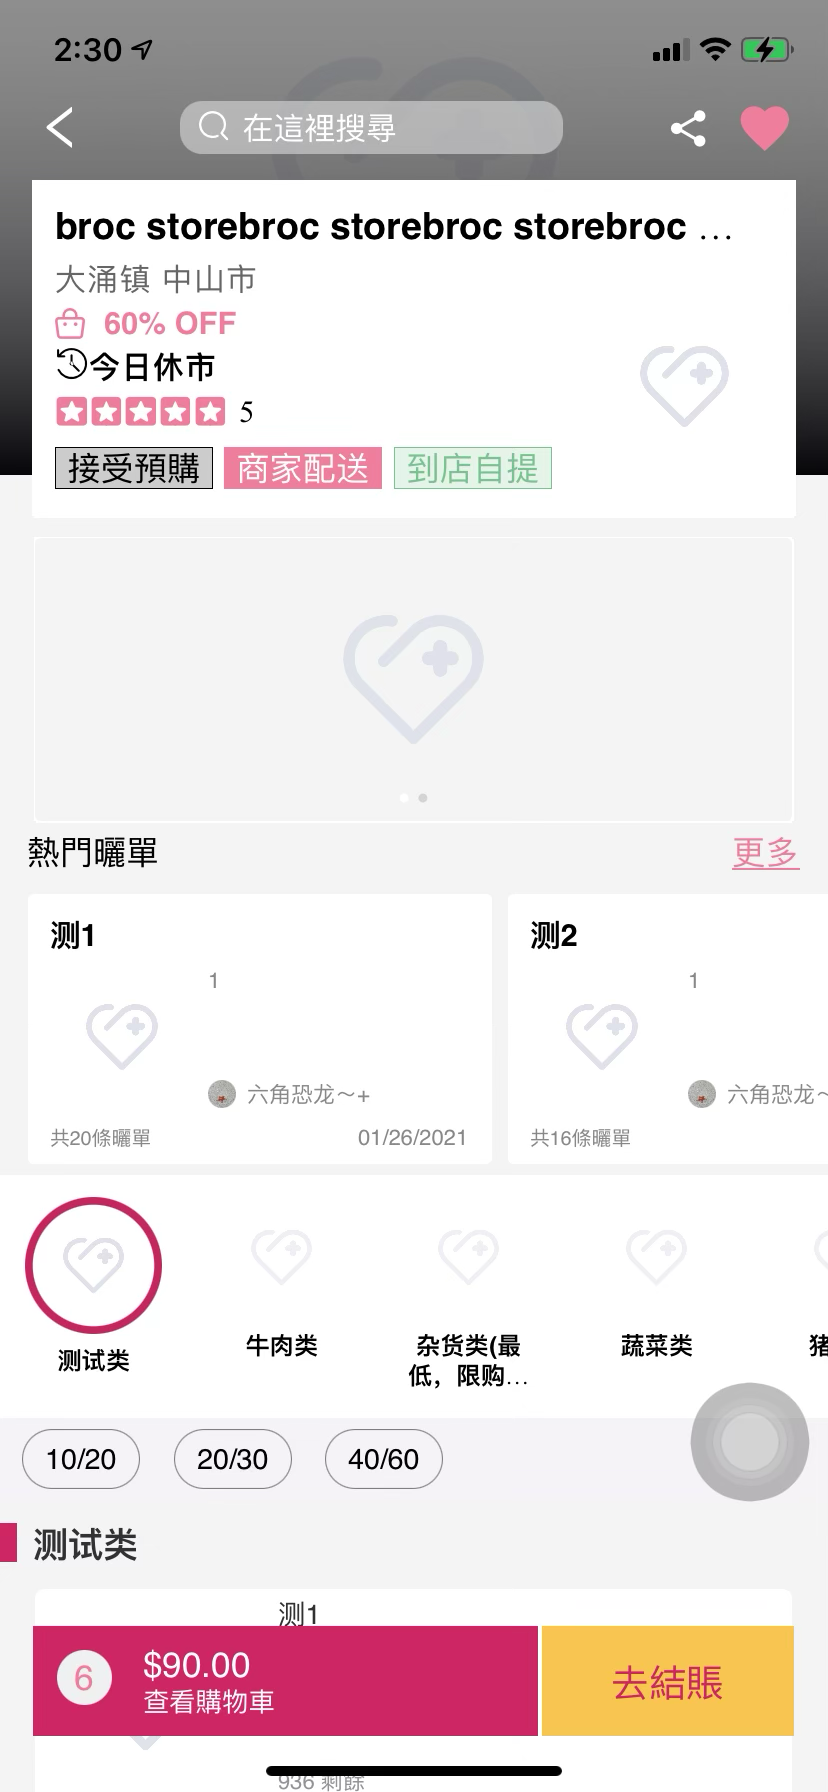 2:30
在這裡搜尋
broc storebroc storebroc storebroc ...
大涌镇 中山市
60% OFF
今日休市
5
接受預購 商家配送 到店自提
熱門曬單 更多
测1
1
六角恐龙～+
共20條曬單 01/26/2021
测2
1
六角恐龙～
共16條曬單
测试类
牛肉类
杂货类(最
低，限购...
蔬菜类
猪
10/20 20/30 40/60
测试类
测1
6
$90.00
查看購物車
去結賬
936 剩餘